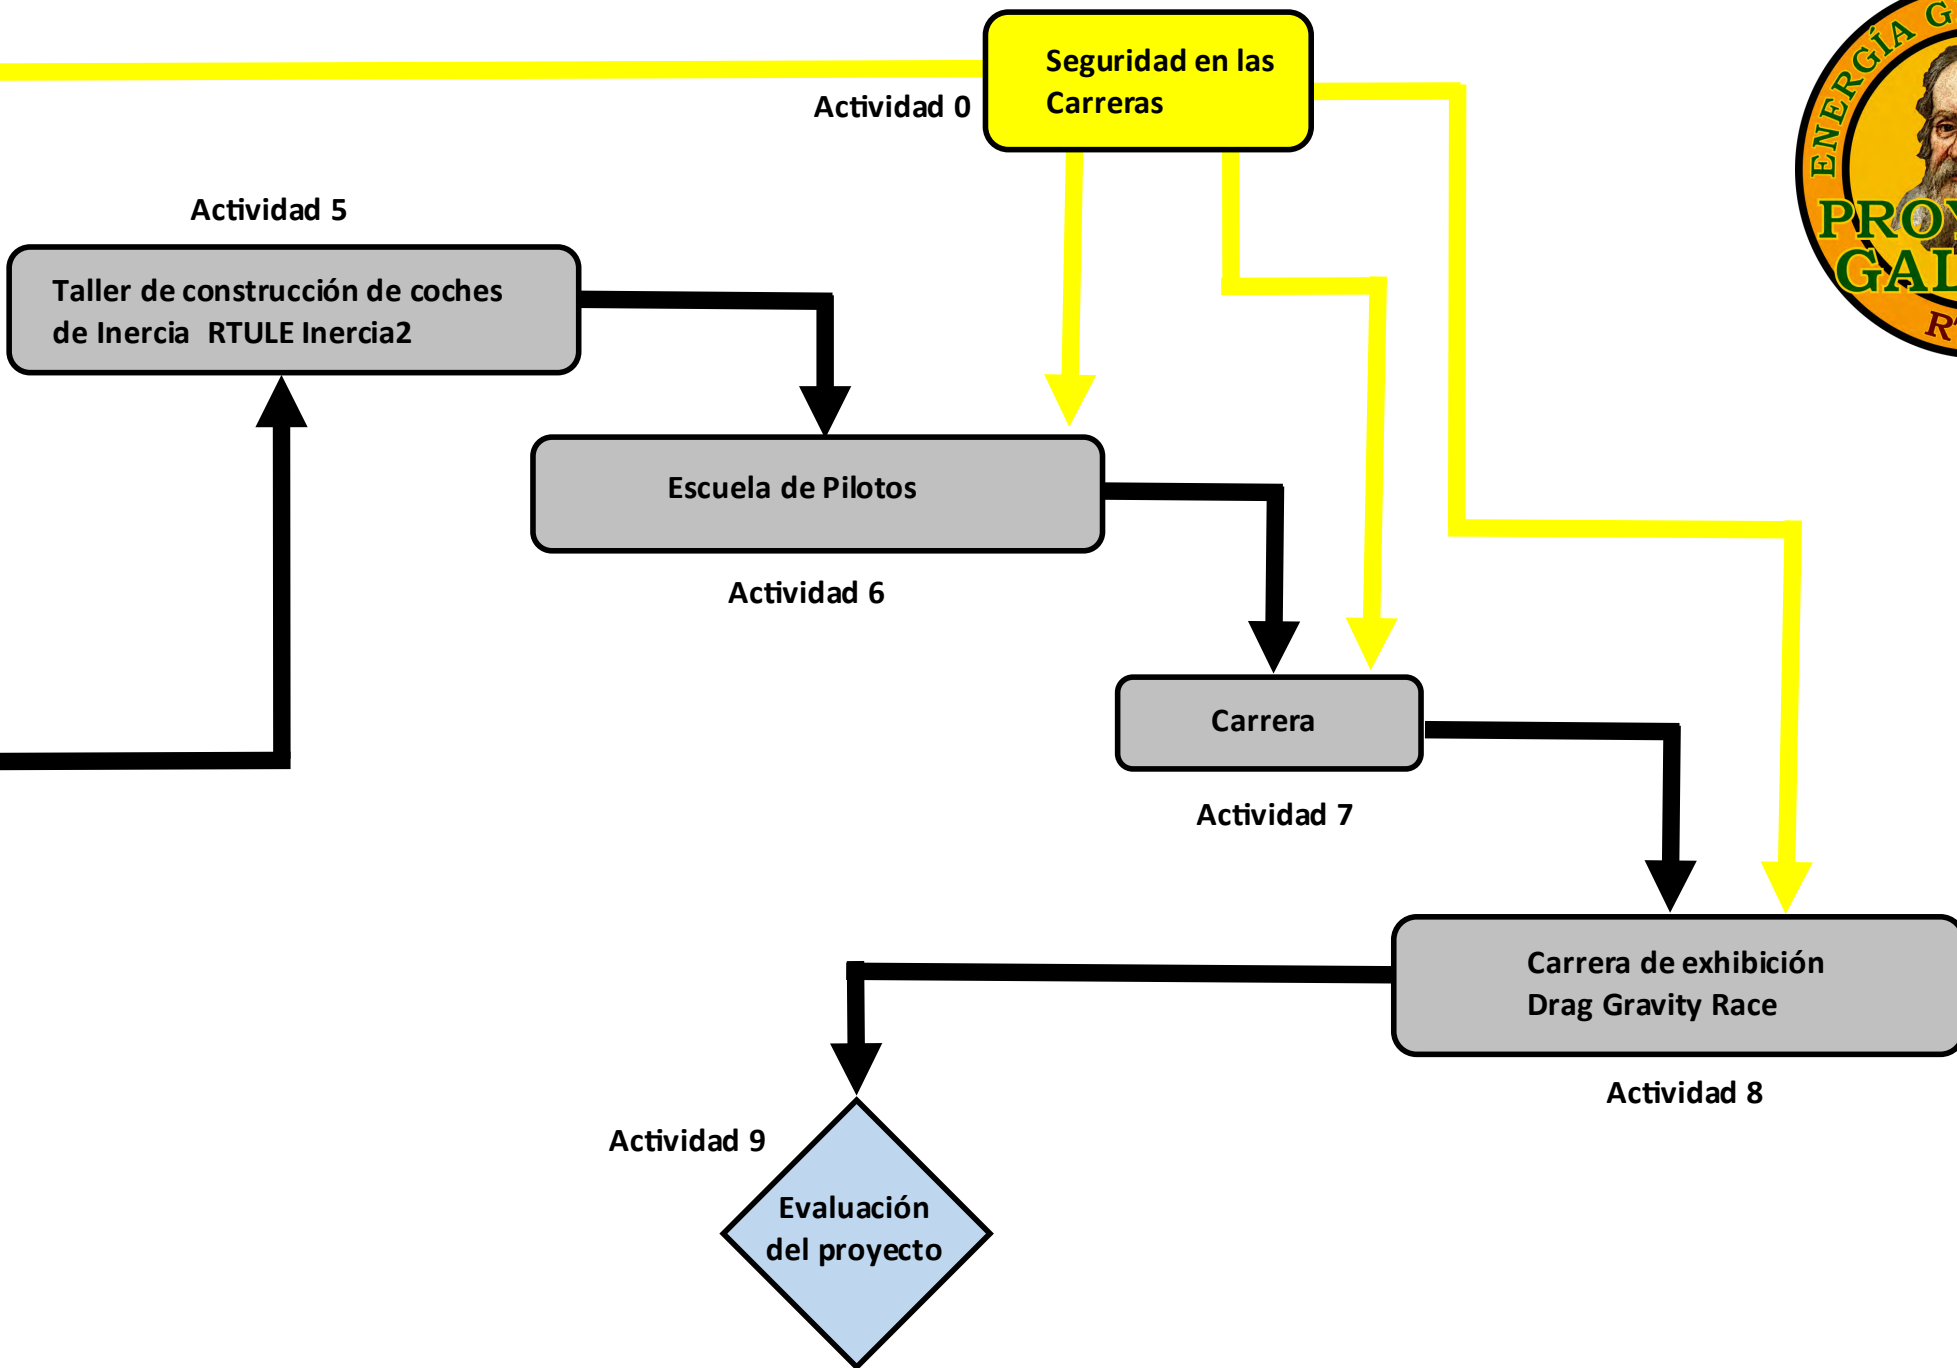 Seguridad en las
Carreras
Actividad 0
Actividad 5
Taller de construcción de coches
de Inercia RTULE Inercia2
Escuela de Pilotos
Actividad 6
Carrera
Actividad 7
Carrera de exhibición
Drag Gravity Race
Actividad 8
Actividad 9
Evaluación
del proyecto
ENERGÍA